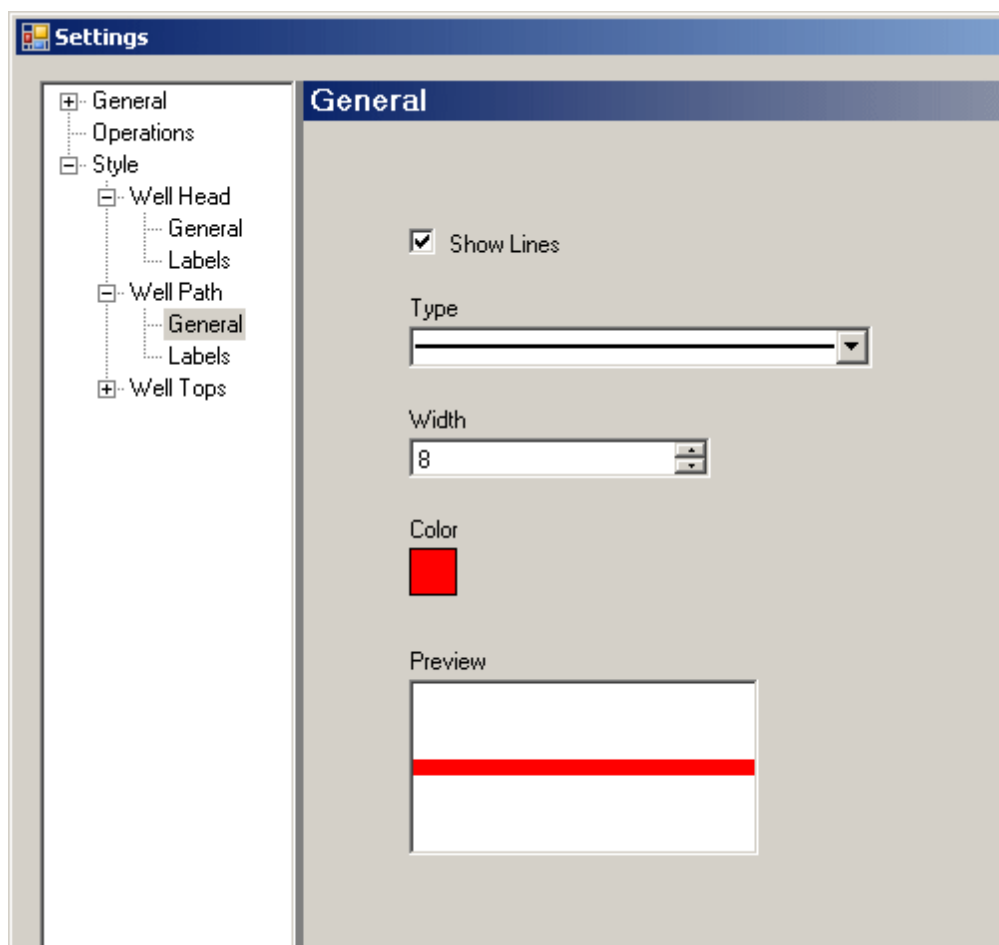 Settings
General
Operations
Style
Well Head
General
Labels
Well Path
General
Labels
Well Tops
General
Show Lines
Type
Width
8
Color
Preview